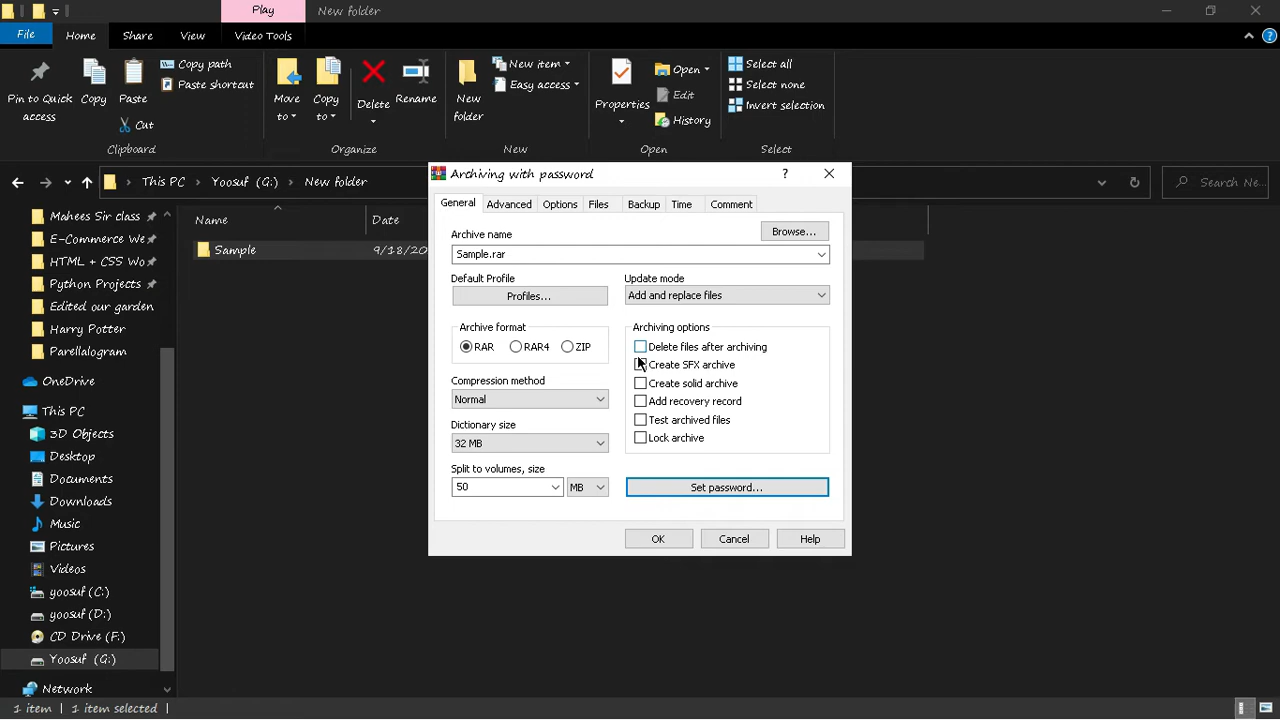 Play New folder
File Home Share View Video Tools
Pin to Quick access
Copy
Paste
Copy path
Paste shortcut
Cut
Clipboard
Move to
Copy to
Delete
Rename
Organize
New folder
New item
Easy access
New
Properties
Open
Edit
History
Open
Select all
Select none
Invert selection
Select
This PC > Yoosuf (G:) > New folder
Search Ne...
Mahees Sir class
E-Commerce We
HTML + CSS Wo
Python Projects
Edited our garden
Harry Potter
Parellalogram
OneDrive
This PC
3D Objects
Desktop
Documents
Downloads
Music
Pictures
Videos
yoosuf (C:)
yoosuf (D:)
CD Drive (F:)
Yoosuf (G:)
Network
Name Date
Sample 9/18/20
Archiving with password ?
General Advanced Options Files Backup Time Comment
Archive name
Browse...
Sample.rar
Default Profile
Profiles...
Update mode
Add and replace files
Archive format
RAR RAR4 ZIP
Compression method
Normal
Dictionary size
32 MB
Split to volumes, size
50 MB
Archiving options
Delete files after archiving
Create SFX archive
Create solid archive
Add recovery record
Test archived files
Lock archive
Set password...
OK Cancel Help
1 item 1 item selected